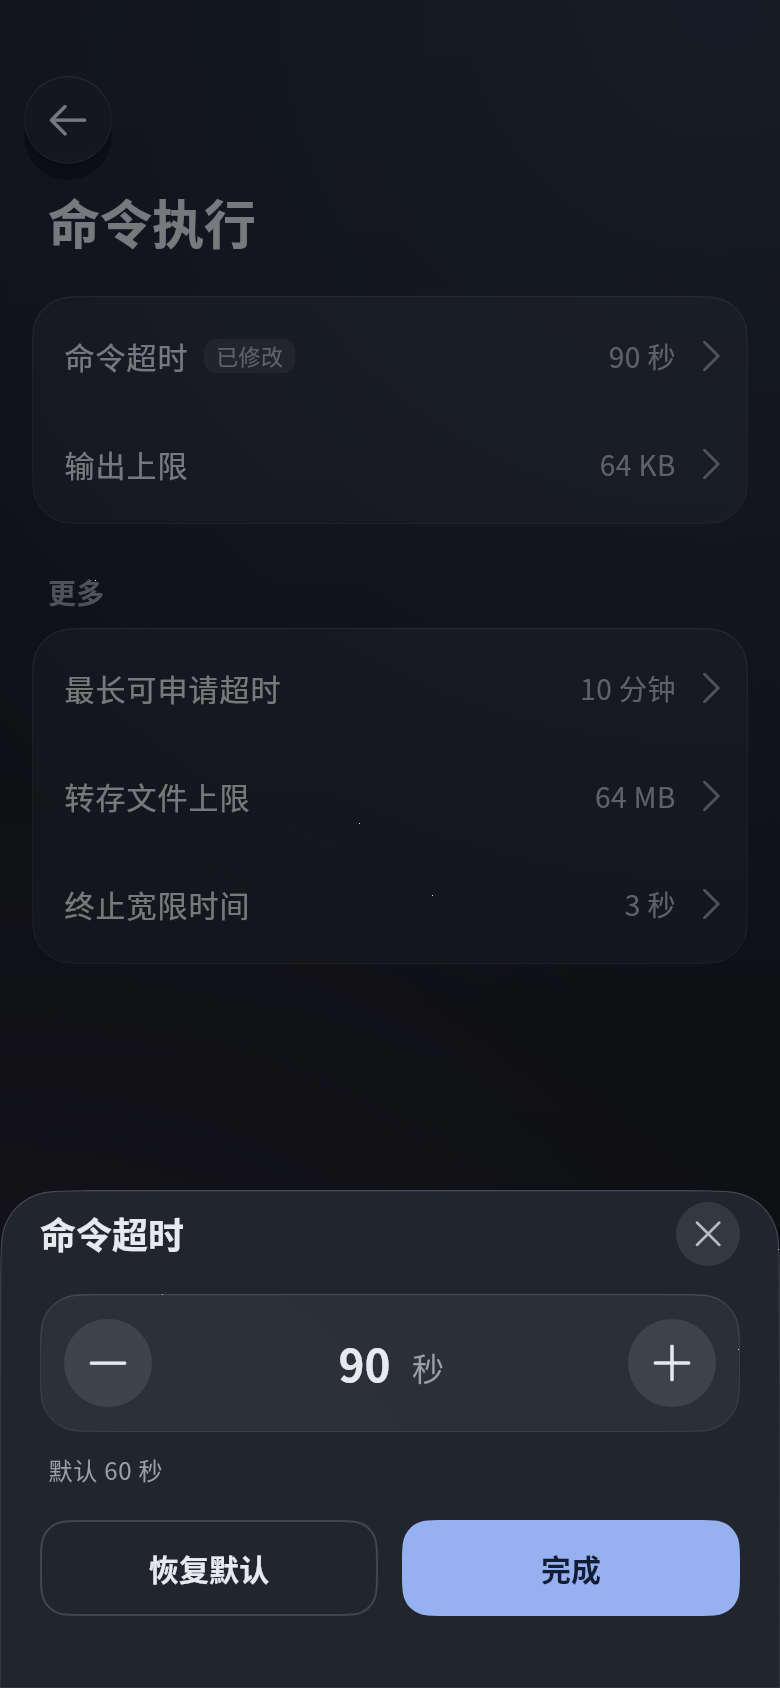 命令执行
命令超时 已修改 90 秒
输出上限 64 KB
更多
最长可申请超时 10 分钟
转存文件上限 64 MB
终止宽限时间 3 秒
命令超时
90 秒
默认 60 秒
恢复默认 完成